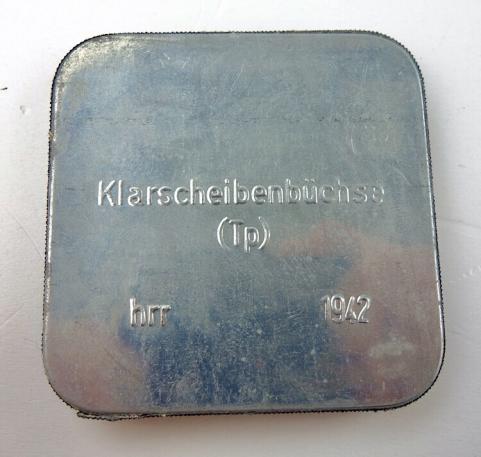 Klarscheibenbüchse
(Tp)
hrr 1942